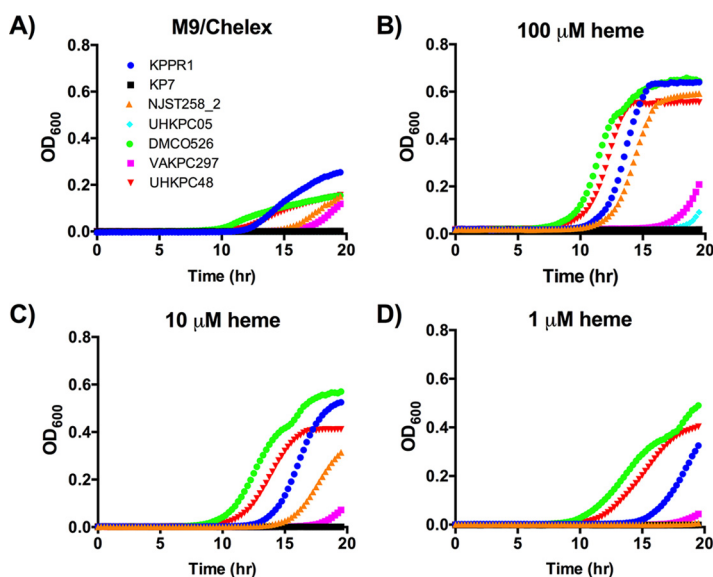 A) M9/Chelex
0.8
0.6
0.4
0.2
0.0
OD600
KPPR1
KP7
NJST258_2
UHKPC05
DMCO526
VAKPC297
UHKPC48
0 5 10 15 20
Time (hr)
B) 100 μM heme
0.8
0.6
0.4
0.2
0.0
OD600
0 5 10 15 20
Time (hr)
C) 10 μM heme
0.8
0.6
0.4
0.2
0.0
OD600
0 5 10 15 20
Time (hr)
D) 1 μM heme
0.8
0.6
0.4
0.2
0.0
OD600
0 5 10 15 20
Time (hr)